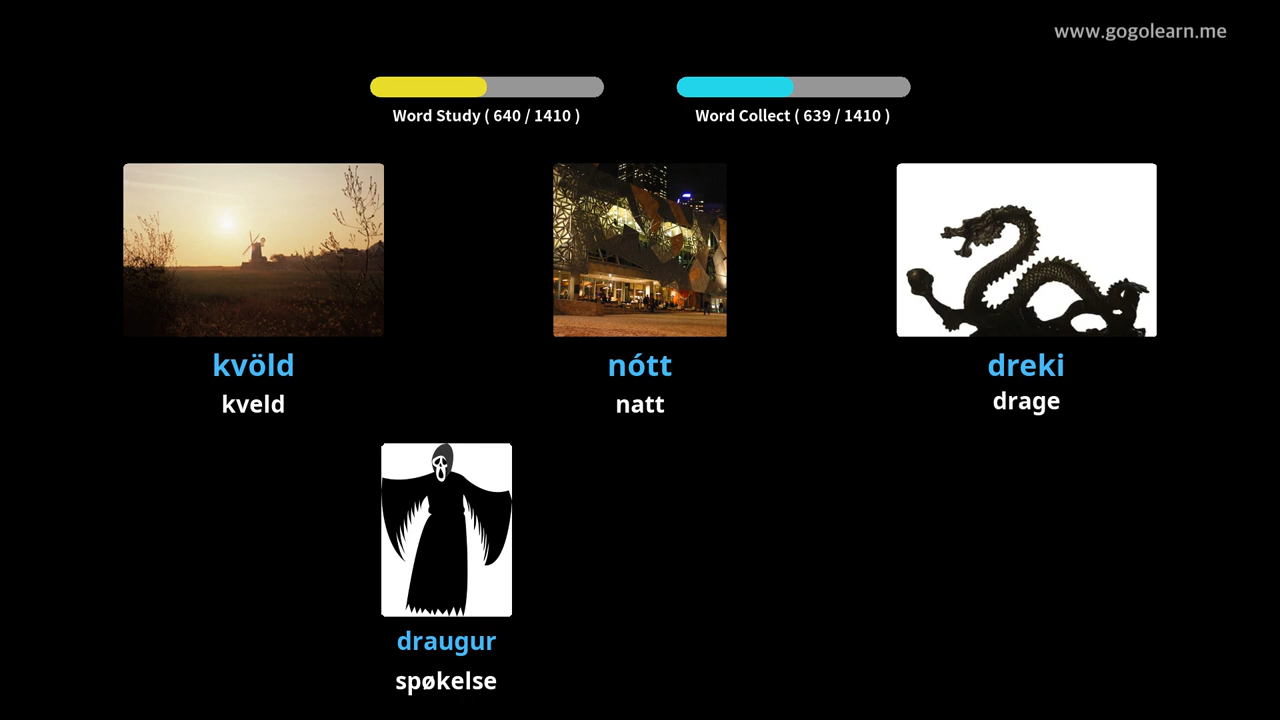 www.gogolearn.me
Word Study ( 640 / 1410 )
Word Collect ( 639 / 1410 )
kvöld
kveld
nótt
natt
dreki
drage
draugur
spøkelse